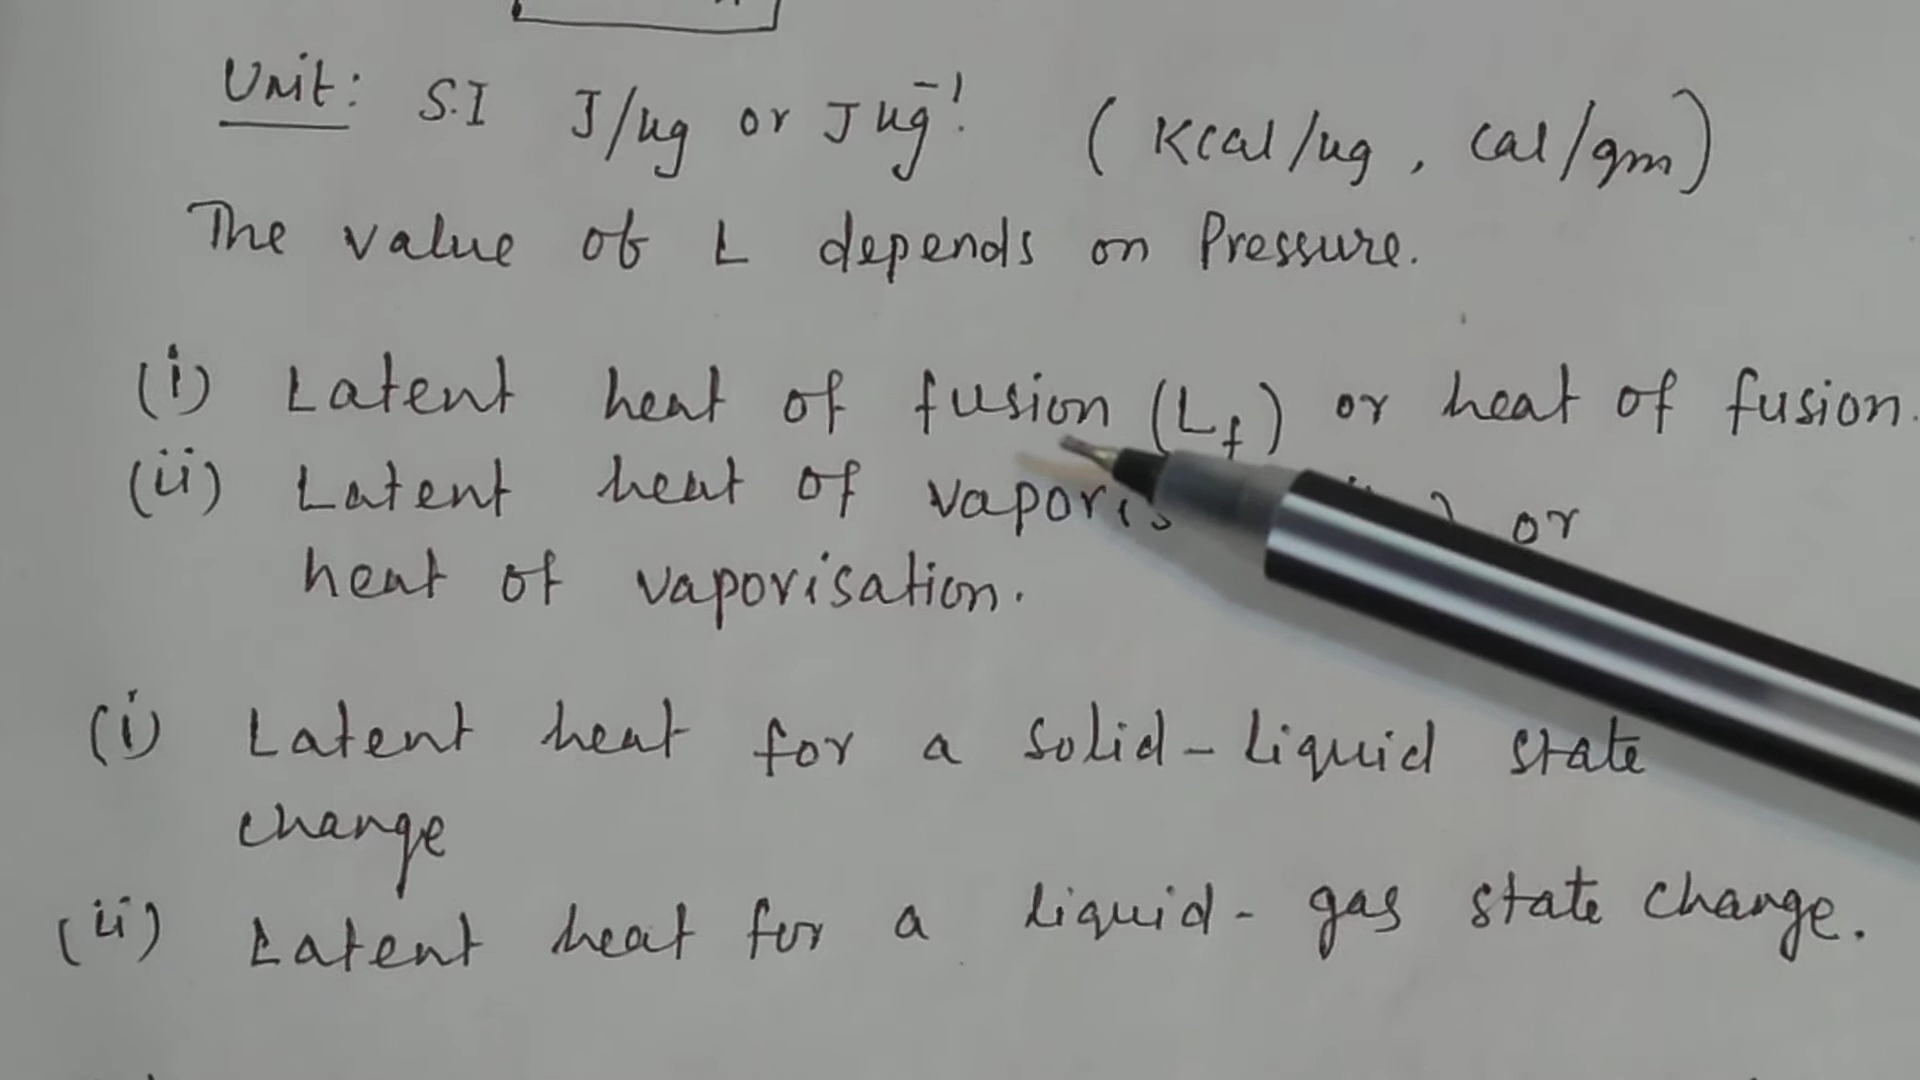 Unit: S.I J/kg or J kg⁻¹ (Kcal/kg, cal/gm)
The value of L depends on Pressure.
(i) Latent heat of fusion (Lf) or heat of fusion.
(ii) Latent heat of or
heat of vaporisation.
(i) Latent heat for a solid-liquid state
change
(ii) Latent heat for a liquid-gas state change.